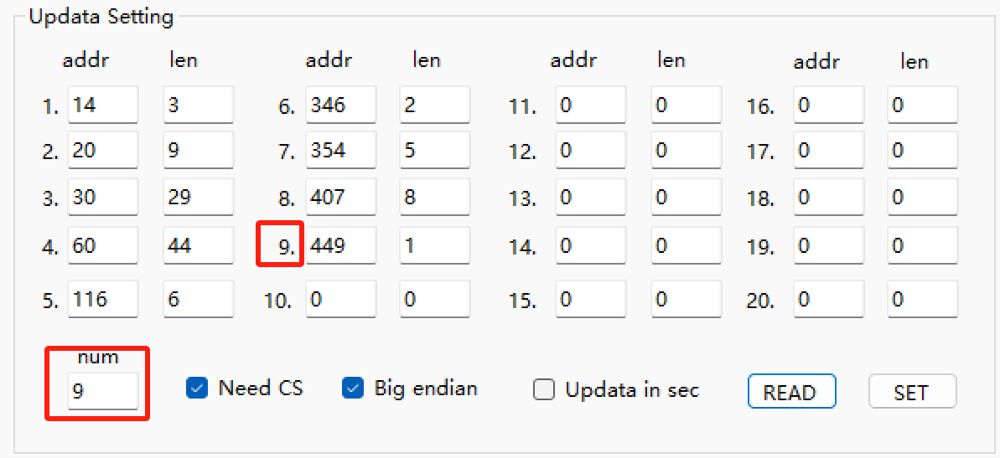 Updata Setting
addr len addr len addr len addr len
1. 14 3 6. 346 2 11. 0 0 16. 0 0
2. 20 9 7. 354 5 12. 0 0 17. 0 0
3. 30 29 8. 407 8 13. 0 0 18. 0 0
4. 60 44 9. 449 1 14. 0 0 19. 0 0
5. 116 6 10. 0 0 15. 0 0 20. 0 0
num
9 Need CS Big endian Updata in sec READ SET